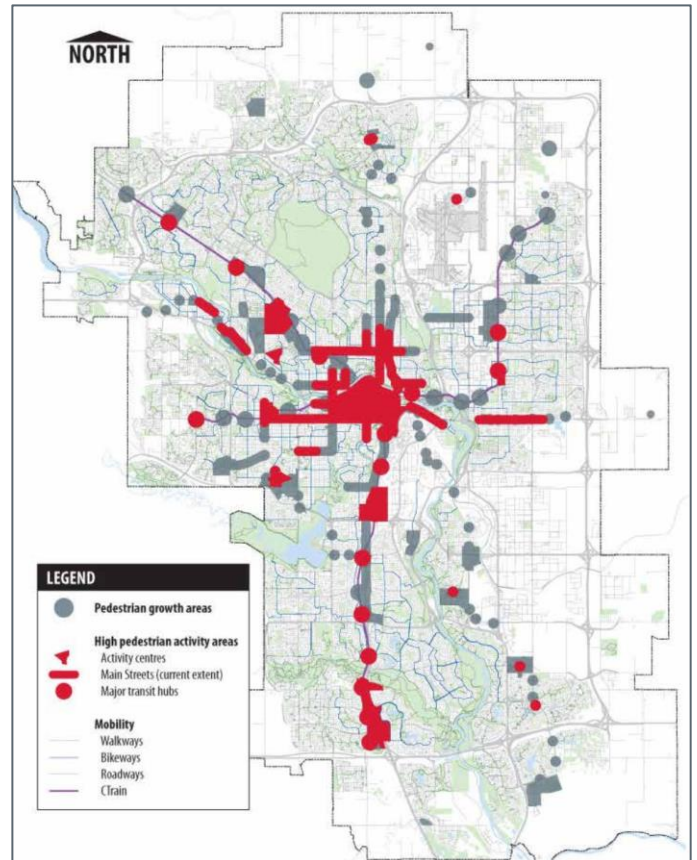 NORTH
LEGEND
Pedestrian growth areas
High pedestrian activity areas
Activity centres
Main Streets (current extent)
Major transit hubs
Mobility
Walkways
Bikeways
Roadways
CTrain